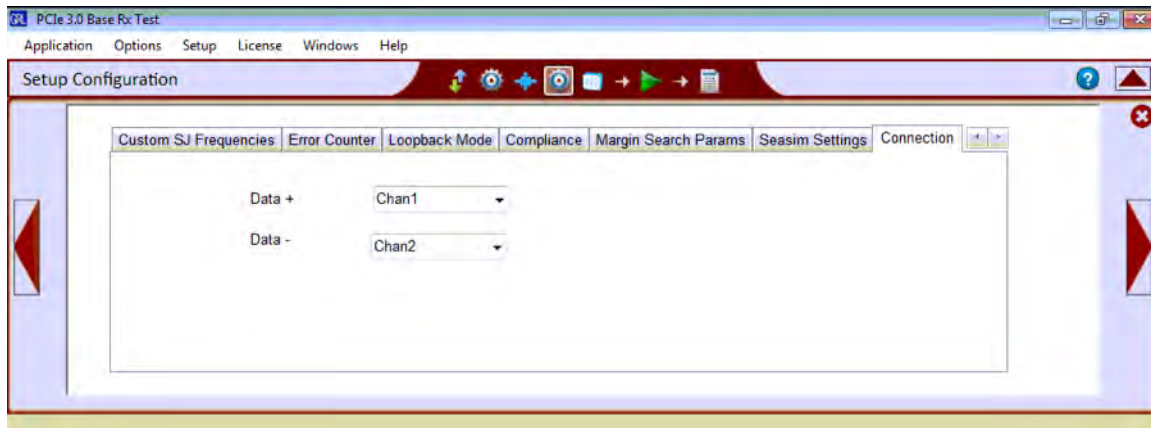 GRL PCIe 3.0 Base Rx Test
Application Options Setup License Windows Help
Setup Configuration
?
Custom SJ Frequencies Error Counter Loopback Mode Compliance Margin Search Params Seasim Settings Connection
Data + Chan1
Data - Chan2